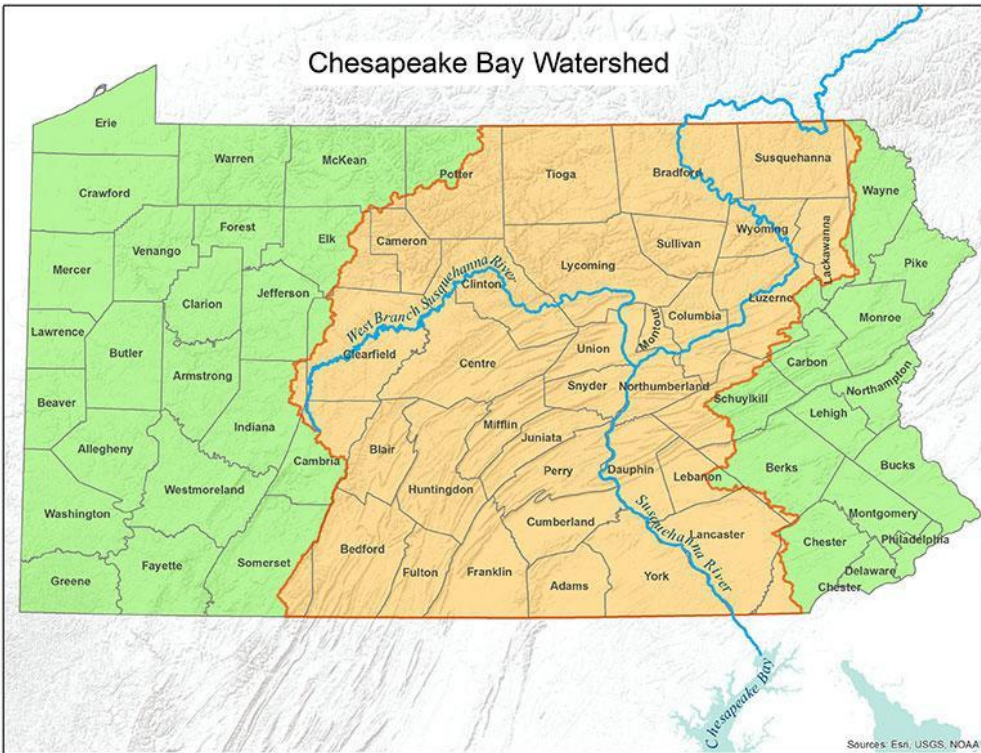 Chesapeake Bay Watershed
Erie
Warren
McKean
Potter
Tioga
Bradford
Susquehanna
Wayne
Crawford
Forest
Elk
Cameron
Sullivan
Wyoming
Lackawanna
Pike
Venango
Mercer
Clarion
Jefferson
Clinton
Lycoming
Luzerne
Monroe
West Branch Susquehanna River
Lawrence
Butler
Clearfield
Centre
Union
Montour
Columbia
Carbon
Northampton
Armstrong
Snyder
Northumberland
Schuylkill
Lehigh
Beaver
Indiana
Mifflin
Juniata
Allegheny
Cambria
Blair
Perry
Dauphin
Lebanon
Berks
Bucks
Westmoreland
Huntingdon
Washington
Cumberland
Susquehanna River
Lancaster
Montgomery
Philadelphia
Chester
Bedford
Greene
Fayette
Somerset
Fulton
Franklin
Adams
York
Delaware
Chester
Chesapeake Bay
Sources: Esri, USGS, NOAA